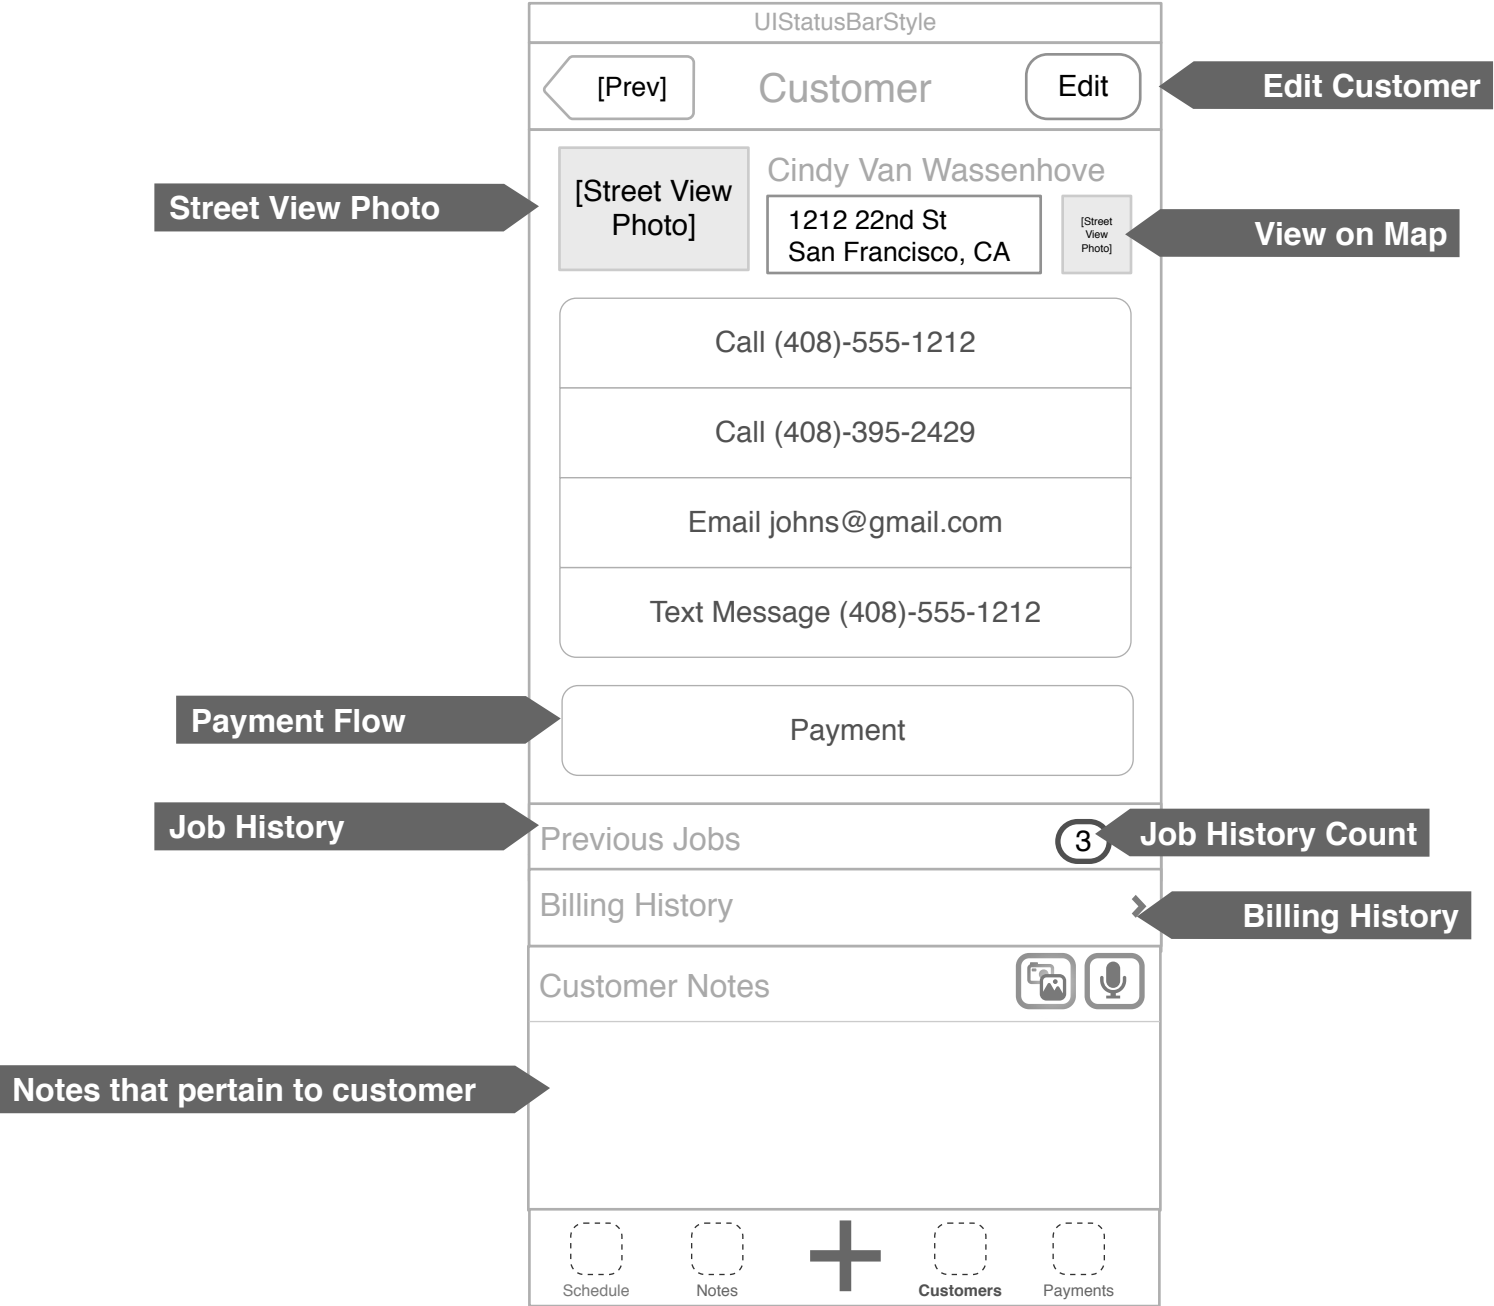 UIStatusBarStyle
[Prev]
Customer
Edit
Edit Customer
Street View Photo
[Street View
Photo]
Cindy Van Wassenhove
1212 22nd St
San Francisco, CA
[Street
View
Photo]
View on Map
Call (408)-555-1212
Call (408)-395-2429
Email johns@gmail.com
Text Message (408)-555-1212
Payment Flow
Payment
Job History
Previous Jobs
3
Job History Count
Billing History
Billing History
Customer Notes
Notes that pertain to customer
Schedule
Notes
Customers
Payments